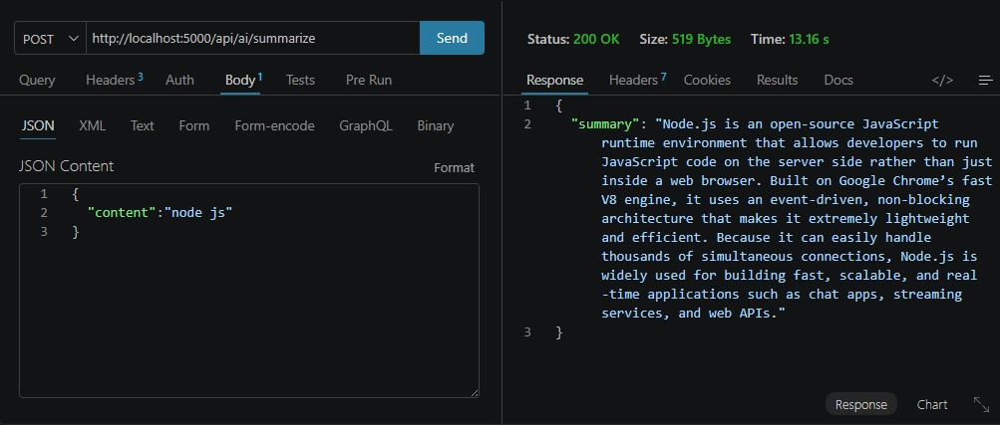 POST http://localhost:5000/api/ai/summarize Send
Query Headers 3 Auth Body 1 Tests Pre Run
JSON XML Text Form Form-encode GraphQL Binary
JSON Content Format
1 {
2 "content":"node js"
3 }
Status: 200 OK Size: 519 Bytes Time: 13.16 s
Response Headers 7 Cookies Results Docs </>
1 {
2 "summary": "Node.js is an open-source JavaScript
runtime environment that allows developers to run
JavaScript code on the server side rather than just
inside a web browser. Built on Google Chrome’s fast
V8 engine, it uses an event-driven, non-blocking
architecture that makes it extremely lightweight
and efficient. Because it can easily handle
thousands of simultaneous connections, Node.js is
widely used for building fast, scalable, and real
-time applications such as chat apps, streaming
services, and web APIs."
3 }
Response Chart